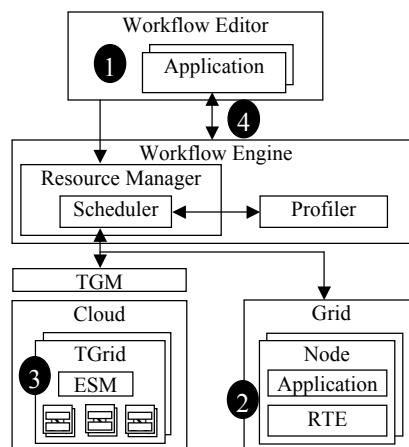 Workflow Editor
1
Application
4
Workflow Engine
Resource Manager
Scheduler
Profiler
TGM
Cloud
Grid
TGrid
Node
3
ESM
Application
2
RTE